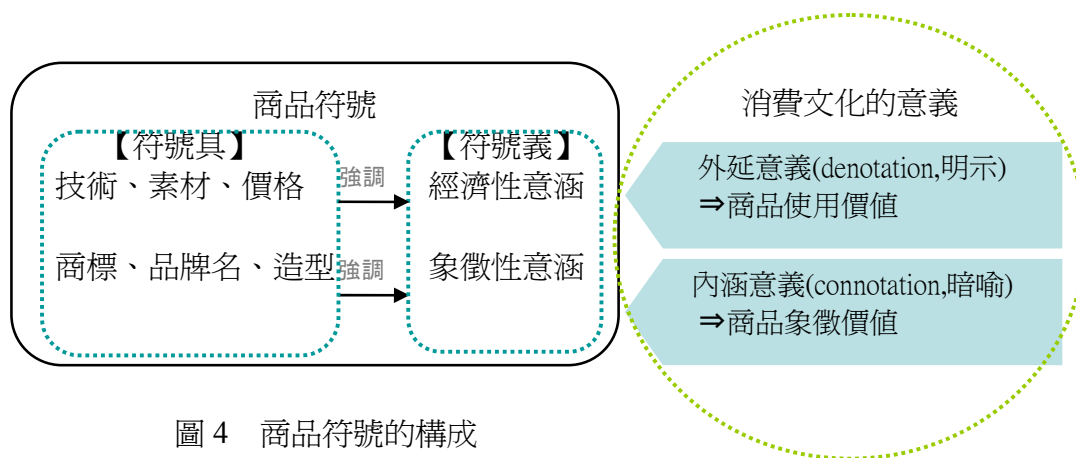 商品符號
【符號具】
【符號義】
技術、素材、價格
強調
經濟性意涵
商標、品牌名、造型
強調
象徵性意涵
消費文化的意義
外延意義(denotation,明示)
⇒商品使用價值
內涵意義(connotation,暗喻)
⇒商品象徵價值
圖 4 商品符號的構成